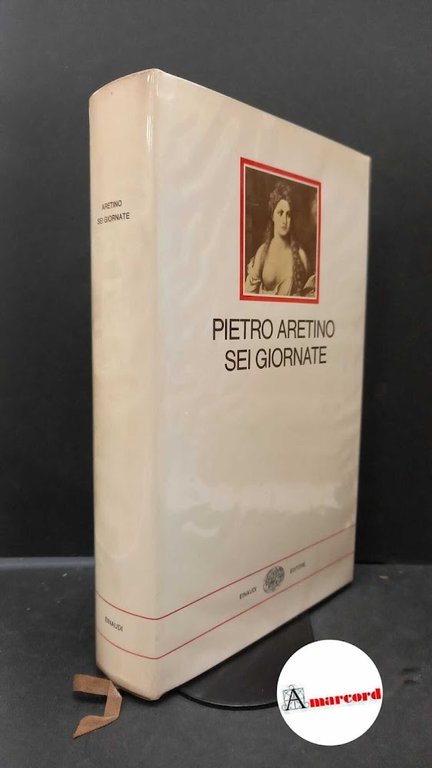 ARETINO
SEI GIORNATE
EINAUDI
PIETRO ARETINO
SEI GIORNATE
EINAUDI EDITORE
Amarcord